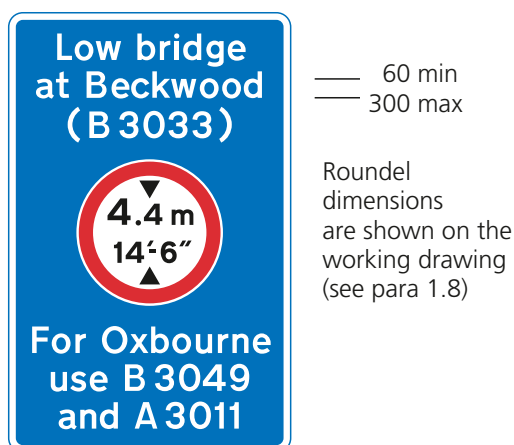 Low bridge
at Beckwood
(B 3033)
4.4 m
14'-6"
For Oxbourne
use B 3049
and A 3011
60 min
300 max
Roundel
dimensions
are shown on the
working drawing
(see para 1.8)